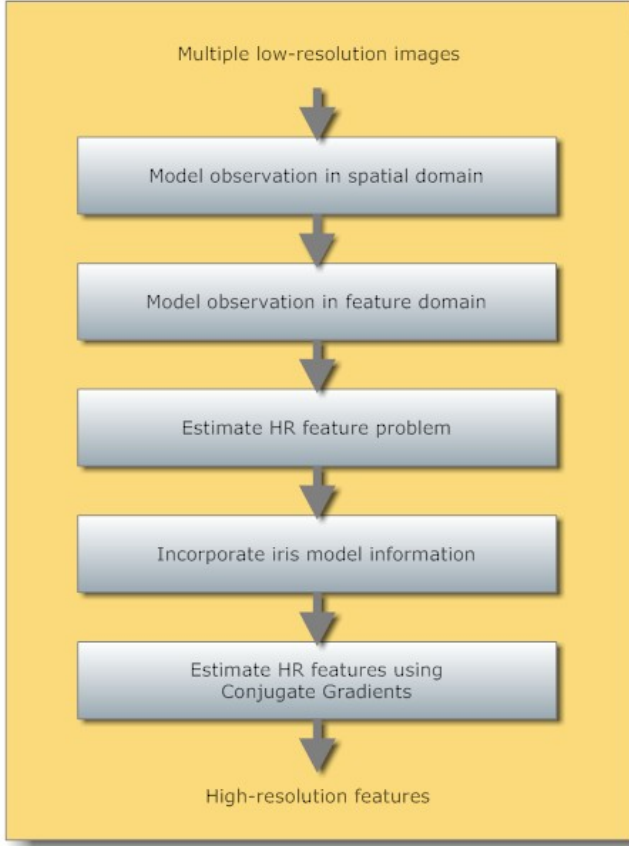 Multiple low-resolution images
Model observation in spatial domain
Model observation in feature domain
Estimate HR feature problem
Incorporate iris model information
Estimate HR features using
Conjugate Gradients
High-resolution features